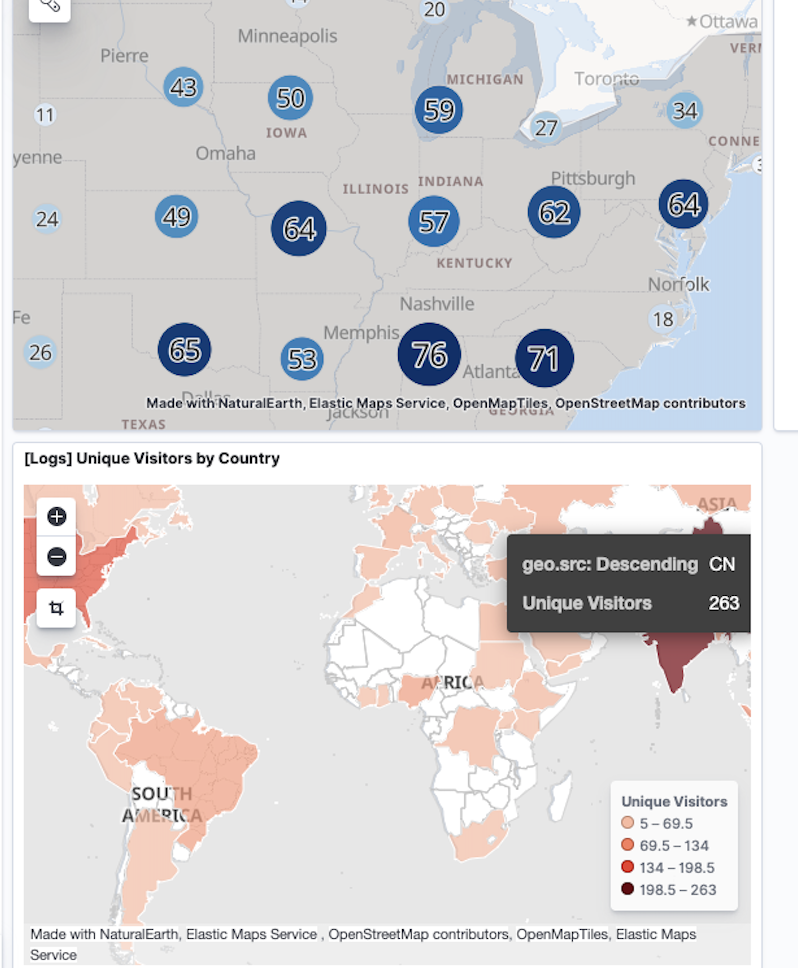 20
★Ottawa
Minneapolis
Pierre
VERM
MICHIGAN
Toronto
43
50
59
34
11
27
IOWA
CONNE
yenne
Omaha
Pittsburgh
ILLINOIS
INDIANA
24
49
64
57
62
64
KENTUCKY
Norfolk
Nashville
Fe
18
Memphis
26
65
53
76
71
Atlanta
Dallas
Made with NaturalEarth, Elastic Maps Service, OpenMapTiles, OpenStreetMap contributors
Jackson
GEORGIA
TEXAS
[Logs] Unique Visitors by Country
ASIA
geo.src: Descending CN
Unique Visitors 263
AFRICA
SOUTH
AMERICA
Unique Visitors
5 – 69.5
69.5 – 134
134 – 198.5
198.5 – 263
Made with NaturalEarth, Elastic Maps Service , OpenStreetMap contributors, OpenMapTiles, Elastic Maps
Service